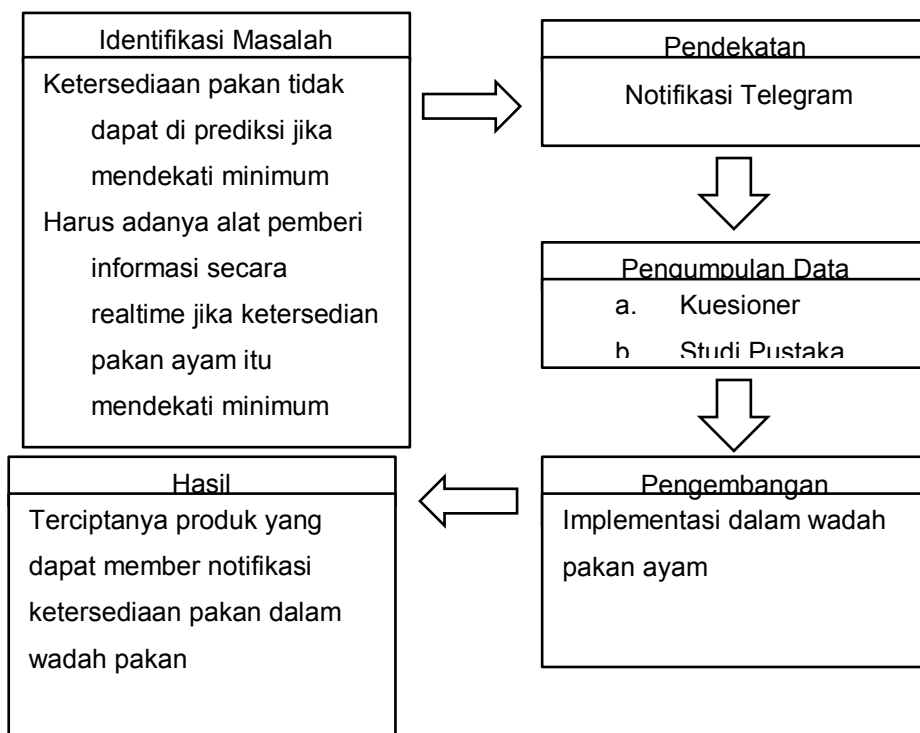 Identifikasi Masalah
Ketersediaan pakan tidak
dapat di prediksi jika
mendekati minimum
Harus adanya alat pemberi
informasi secara
realtime jika ketersedian
pakan ayam itu
mendekati minimum
Pendekatan
Notifikasi Telegram
Pengumpulan Data
a. Kuesioner
b Studi Pustaka
Pengembangan
Implementasi dalam wadah
pakan ayam
Hasil
Terciptanya produk yang
dapat member notifikasi
ketersediaan pakan dalam
wadah pakan